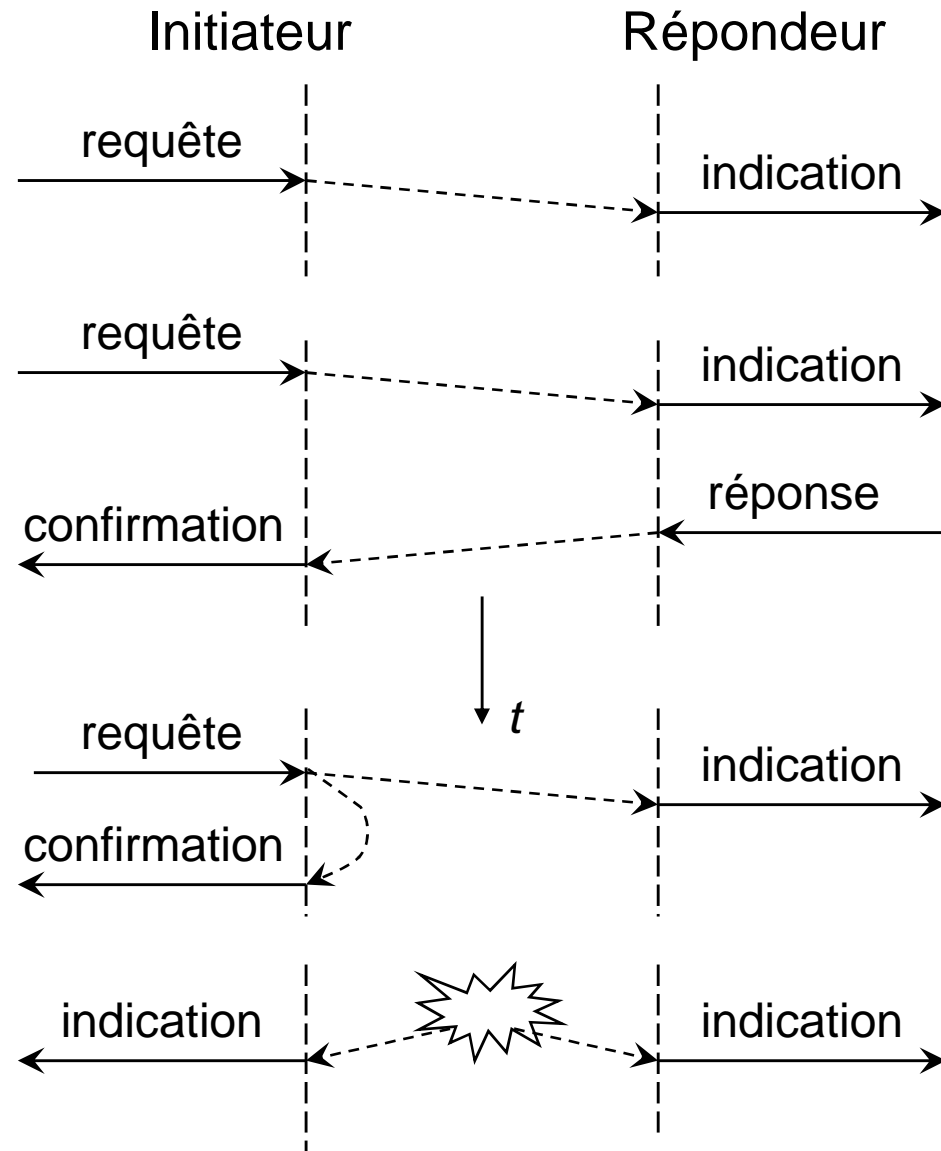 Initiateur Répondeur
requête
indication
requête
indication
réponse
confirmation
t
requête
indication
confirmation
indication indication